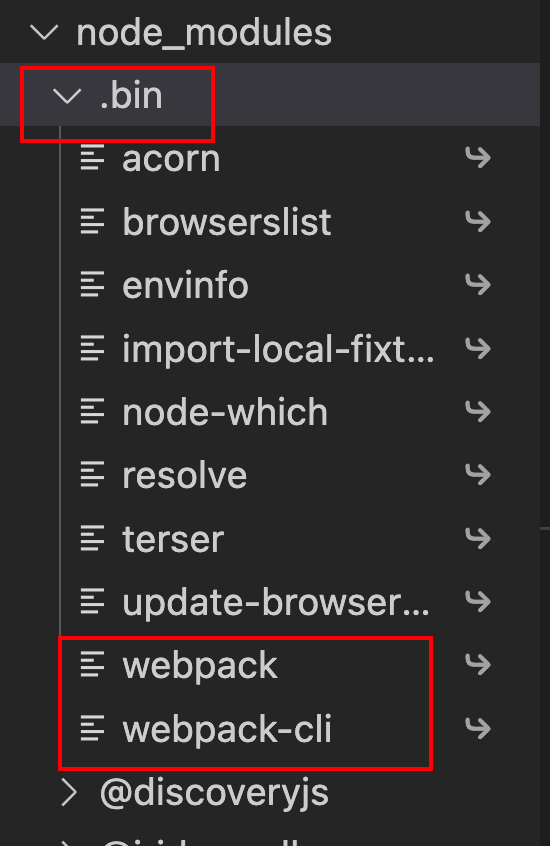 node_modules
.bin
acorn
browserslist
envinfo
import-local-fixt...
node-which
resolve
terser
update-browser...
webpack
webpack-cli
@discoveryjs